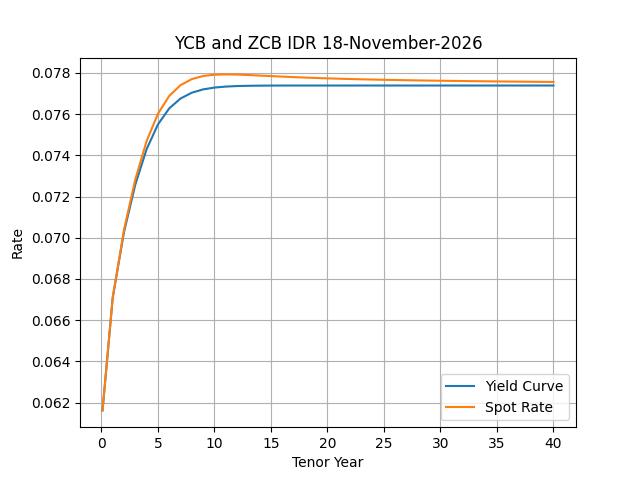 YCB and ZCB IDR 18-November-2026
0.078
0.076
0.074
0.072
0.070
0.068
0.066
0.064
0.062
Rate
0 5 10 15 20 25 30 35 40
Tenor Year
Yield Curve
Spot Rate